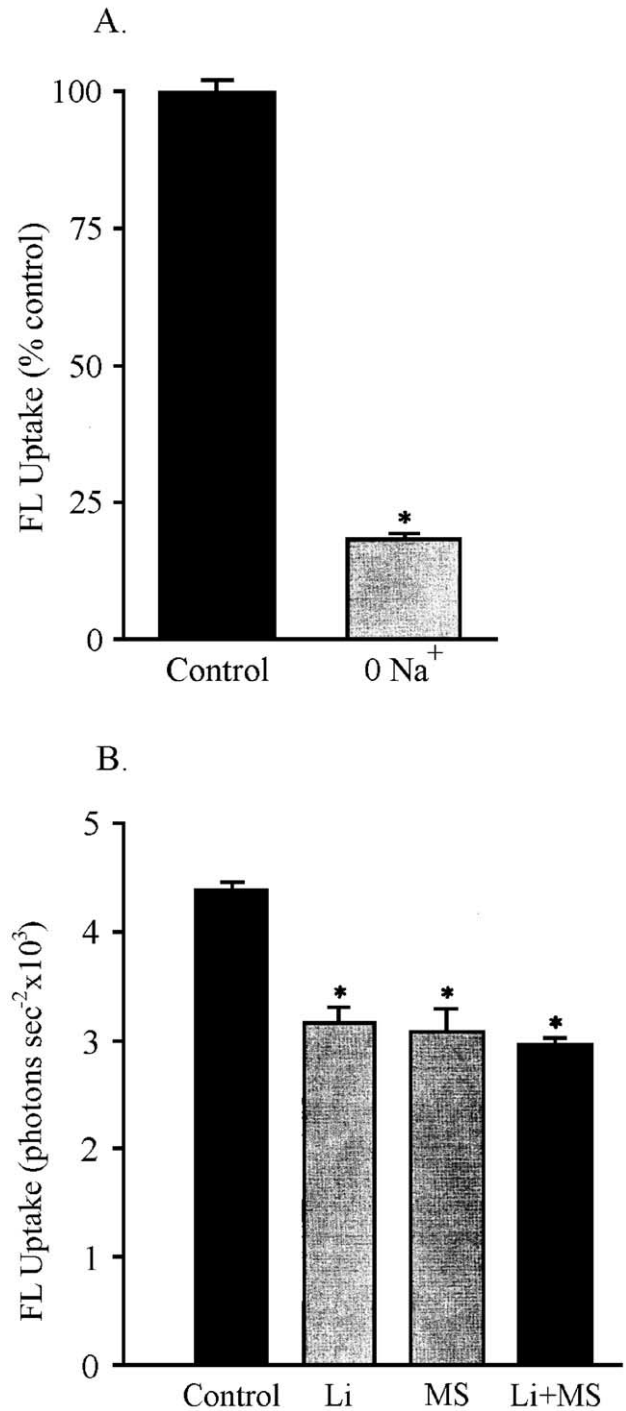 A.
FL Uptake (% control)
100
75
50
25
0
*
Control 0 Na⁺
B.
FL Uptake (photons sec⁻²x10³)
5
4
3
2
1
0
* * *
Control Li MS Li+MS